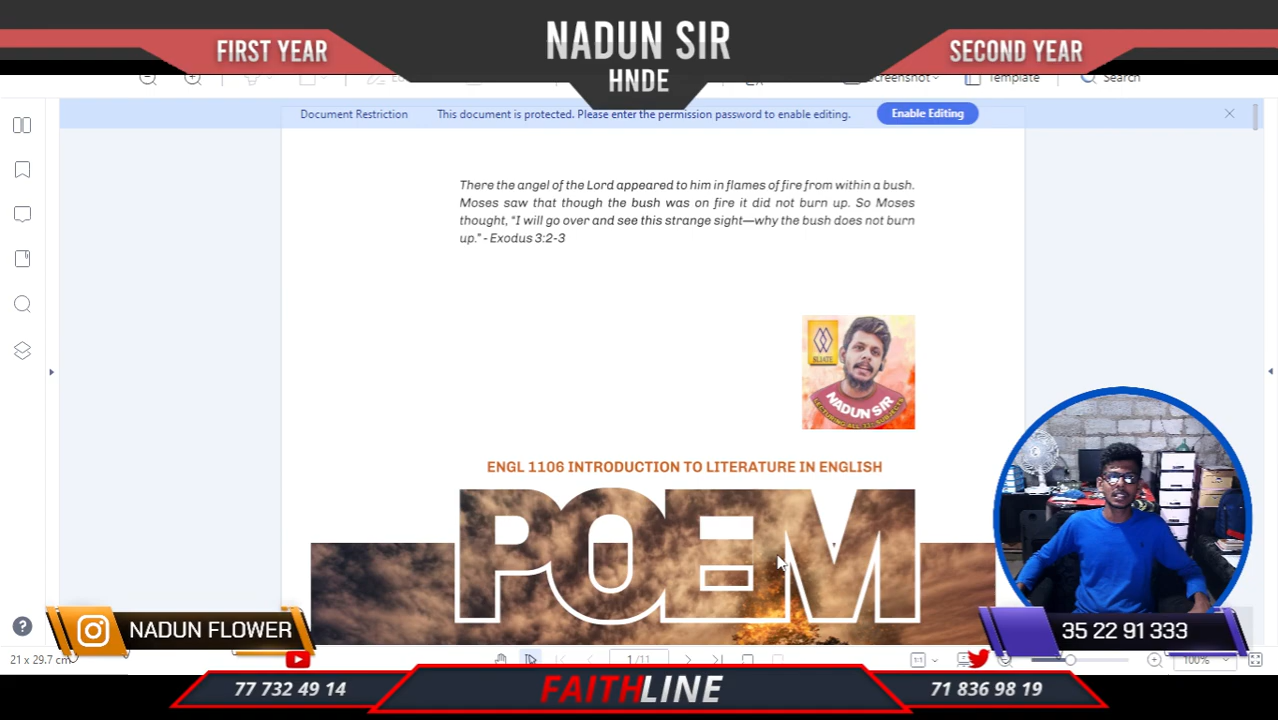 FIRST YEAR
NADUN SIR
HNDE
SECOND YEAR
Screenshot
Template
Search
Document Restriction
This document is protected. Please enter the permission password to enable editing.
Enable Editing
There the angel of the Lord appeared to him in flames of fire from within a bush.
Moses saw that though the bush was on fire it did not burn up. So Moses
thought, “I will go over and see this strange sight—why the bush does not burn
up.” - Exodus 3:2-3
NADUN SIR
ENGL 1106 INTRODUCTION TO LITERATURE IN ENGLISH
POEM
NADUN FLOWER
35 22 91 333
21 x 29.7 cm
1/11
1:1
100%
77 732 49 14
FAITHLINE
71 836 98 19